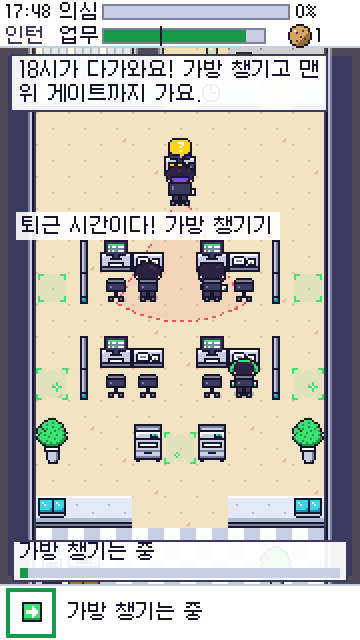 17:48 의심 0%
인턴 업무 1
18시가 다가와요! 가방 챙기고 맨
위 게이트까지 가요.
?
퇴근 시간이다! 가방 챙기기
가방 챙기는 중
가방 챙기는 중